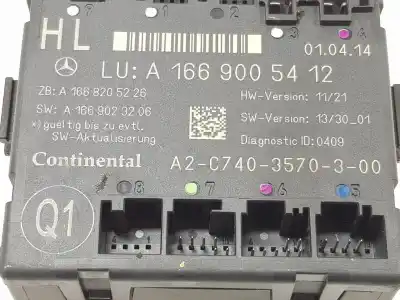 3
4
HL
01.04.14
LU: A 166 900 54 12
ZB: A 166 820 52 26
HW-Version: 11/21
SW: A 166 902 32 06
SW-Version: 13/30_01
*) gueltig bis zu evtl.
SW-Aktualisierung
Diagnostic ID: 0409
Continental
A2-C740-3570-3-00
Q1
8
7
6
5